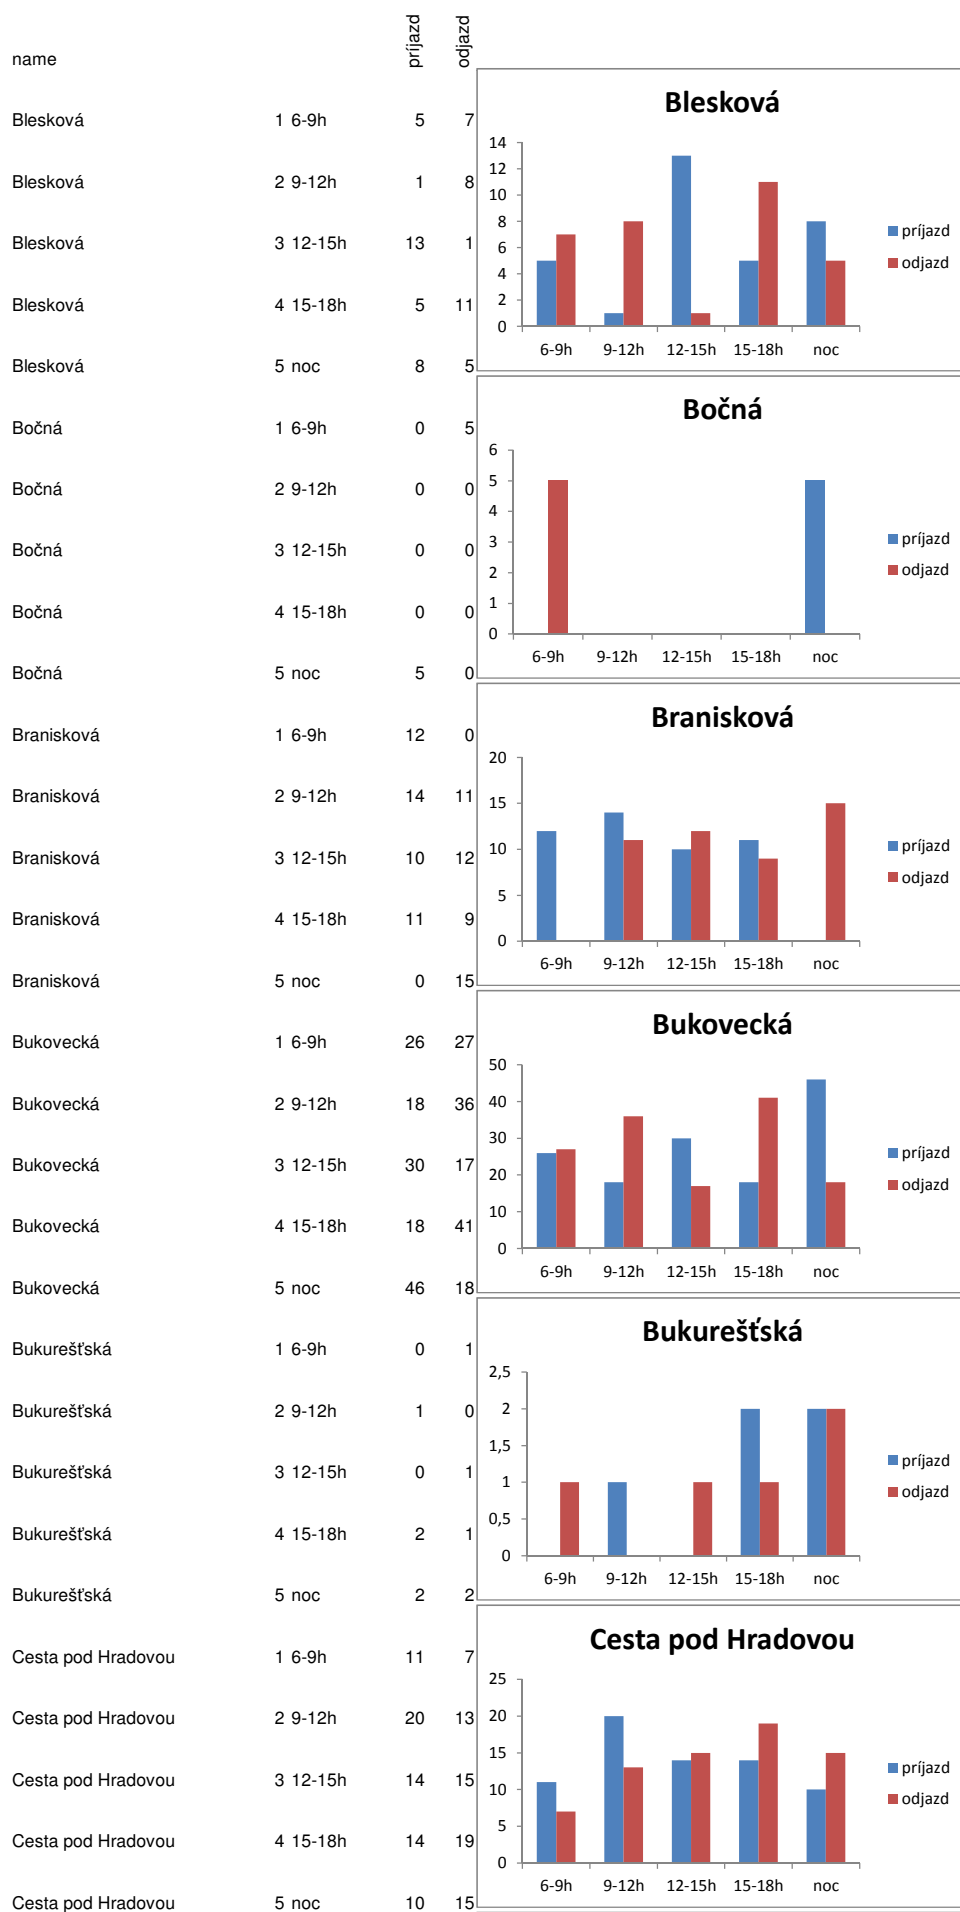 name príjazd odjazd
Blesková 1 6-9h 5 7
Blesková 2 9-12h 1 8
Blesková 3 12-15h 13 1
Blesková 4 15-18h 5 11
Blesková 5 noc 8 5
Bočná 1 6-9h 0 5
Bočná 2 9-12h 0 0
Bočná 3 12-15h 0 0
Bočná 4 15-18h 0 0
Bočná 5 noc 5 0
Branisková 1 6-9h 12 0
Branisková 2 9-12h 14 11
Branisková 3 12-15h 10 12
Branisková 4 15-18h 11 9
Branisková 5 noc 0 15
Bukovecká 1 6-9h 26 27
Bukovecká 2 9-12h 18 36
Bukovecká 3 12-15h 30 17
Bukovecká 4 15-18h 18 41
Bukovecká 5 noc 46 18
Bukurešťská 1 6-9h 0 1
Bukurešťská 2 9-12h 1 0
Bukurešťská 3 12-15h 0 1
Bukurešťská 4 15-18h 2 1
Bukurešťská 5 noc 2 2
Cesta pod Hradovou 1 6-9h 11 7
Cesta pod Hradovou 2 9-12h 20 13
Cesta pod Hradovou 3 12-15h 14 15
Cesta pod Hradovou 4 15-18h 14 19
Cesta pod Hradovou 5 noc 10 15
Blesková
14
12
10
8
6
4
2
0
6-9h 9-12h 12-15h 15-18h noc
príjazd
odjazd
Bočná
6
5
4
3
2
1
0
6-9h 9-12h 12-15h 15-18h noc
príjazd
odjazd
Branisková
20
15
10
5
0
6-9h 9-12h 12-15h 15-18h noc
príjazd
odjazd
Bukovecká
50
40
30
20
10
0
6-9h 9-12h 12-15h 15-18h noc
príjazd
odjazd
Bukurešťská
2,5
2
1,5
1
0,5
0
6-9h 9-12h 12-15h 15-18h noc
príjazd
odjazd
Cesta pod Hradovou
25
20
15
10
5
0
6-9h 9-12h 12-15h 15-18h noc
príjazd
odjazd